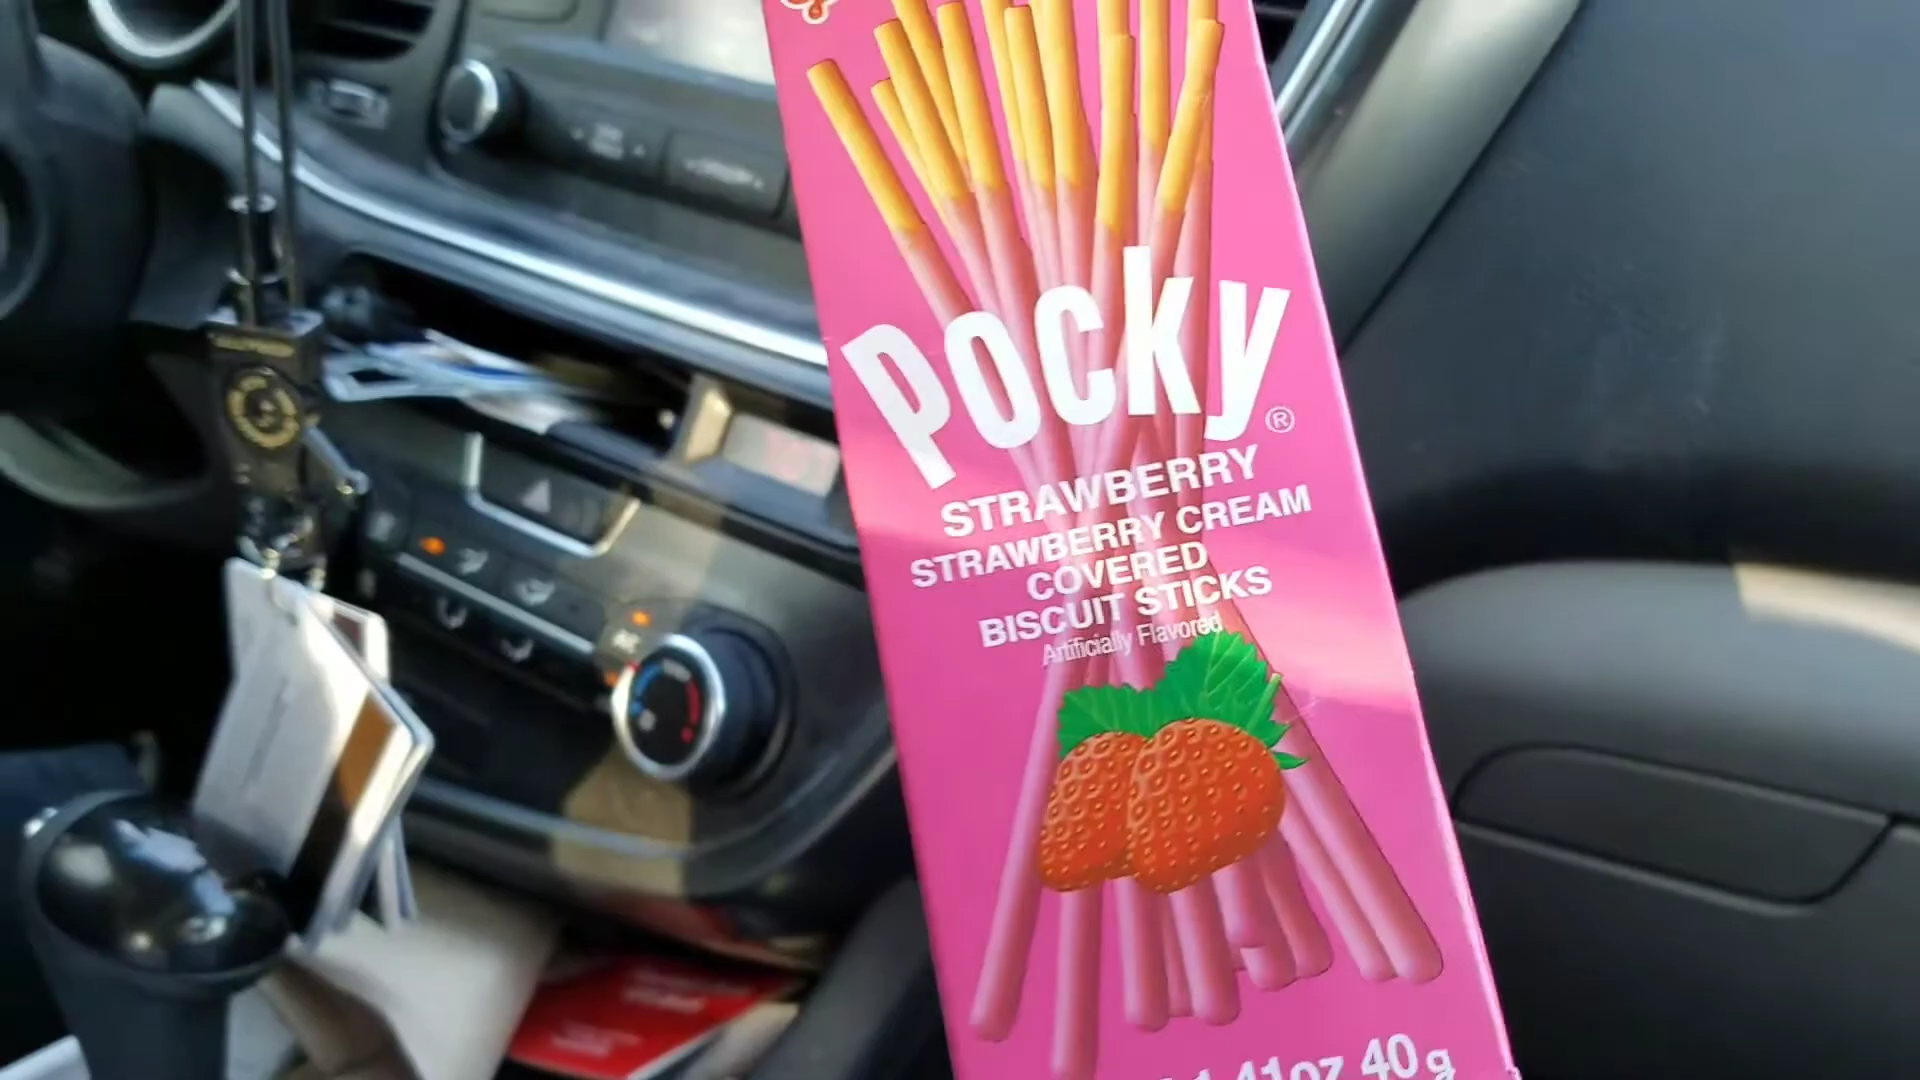 Pocky
®
STRAWBERRY
STRAWBERRY CREAM
COVERED
BISCUIT STICKS
Artificially Flavored
1.41oz 40g